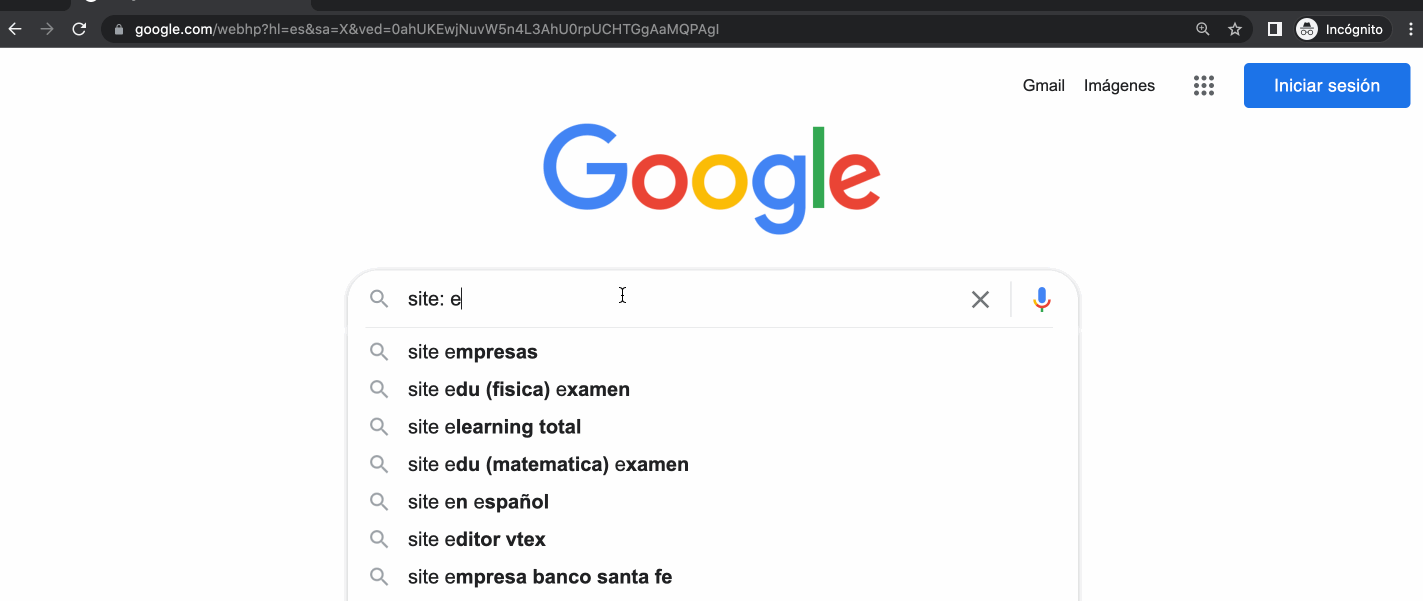 google.com/webhp?hl=es&sa=X&ved=0ahUKEwjNuvW5n4L3AhU0rpUCHTGgAaMQPAgI
Incógnito
Gmail Imágenes
Iniciar sesión
Google
site: e
site empresas
site edu (fisica) examen
site elearning total
site edu (matematica) examen
site en español
site editor vtex
site empresa banco santa fe